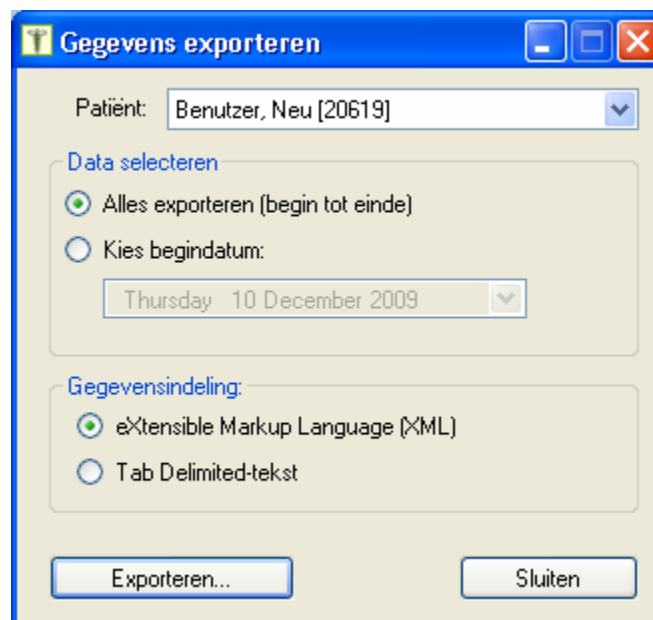 Gegevens exporteren
Patiënt: Benutzer, Neu [20619]
Data selecteren
Alles exporteren (begin tot einde)
Kies begindatum:
Thursday 10 December 2009
Gegevensindeling:
eXtensible Markup Language (XML)
Tab Delimited-tekst
Exporteren... Sluiten